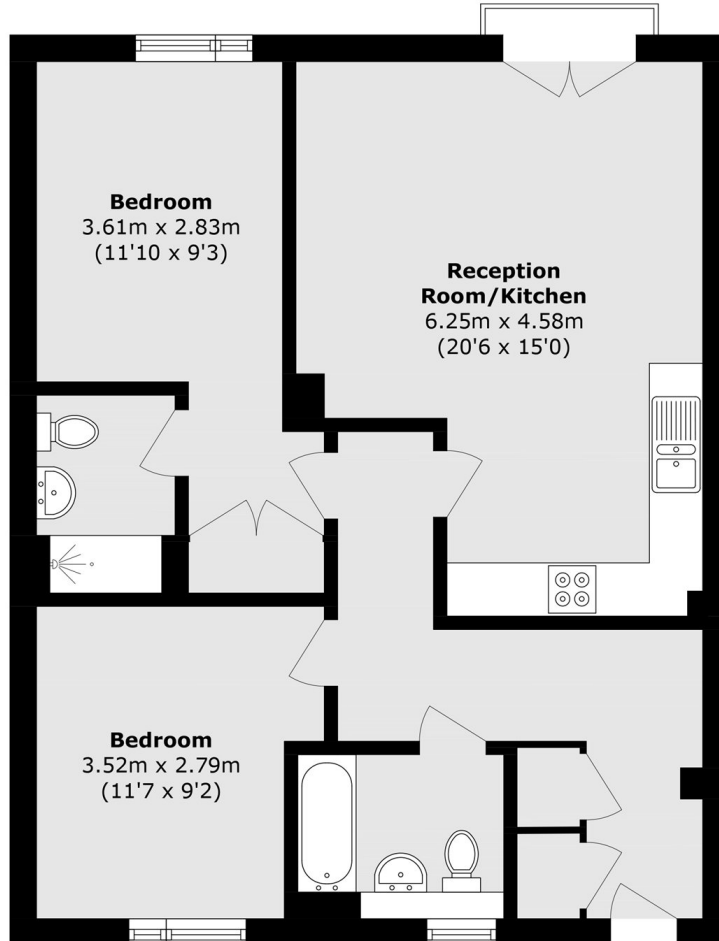 Bedroom
3.61m x 2.83m
(11'10 x 9'3)
Reception
Room/Kitchen
6.25m x 4.58m
(20'6 x 15'0)
Bedroom
3.52m x 2.79m
(11'7 x 9'2)